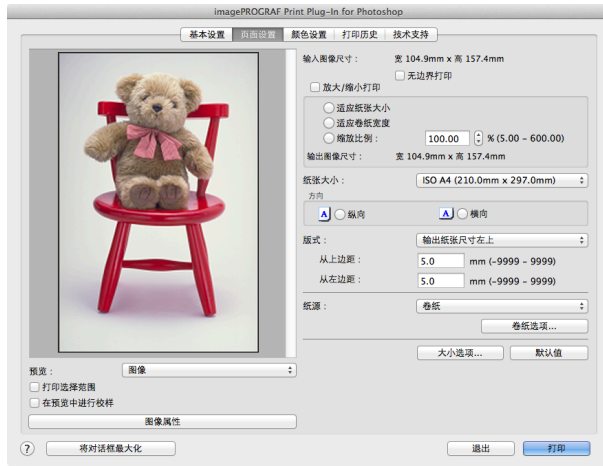 imagePROGRAF Print Plug-In for Photoshop
基本设置 页面设置 颜色设置 打印历史 技术支持
输入图像尺寸： 宽 104.9mm x 高 157.4mm
无边界打印
放大/缩小打印
适应纸张大小
适应卷纸宽度
缩放比例： 100.00 % (5.00 - 600.00)
输出图像尺寸： 宽 104.9mm x 高 157.4mm
纸张大小： ISO A4 (210.0mm x 297.0mm)
方向
A 纵向 A 横向
版式： 输出纸张尺寸左上
从上边距： 5.0 mm (-9999 - 9999)
从左边距： 5.0 mm (-9999 - 9999)
纸源： 卷纸
卷纸选项...
大小选项... 默认值
预览： 图像
打印选择范围
在预览中进行校样
图像属性
? 将对话框最大化 退出 打印